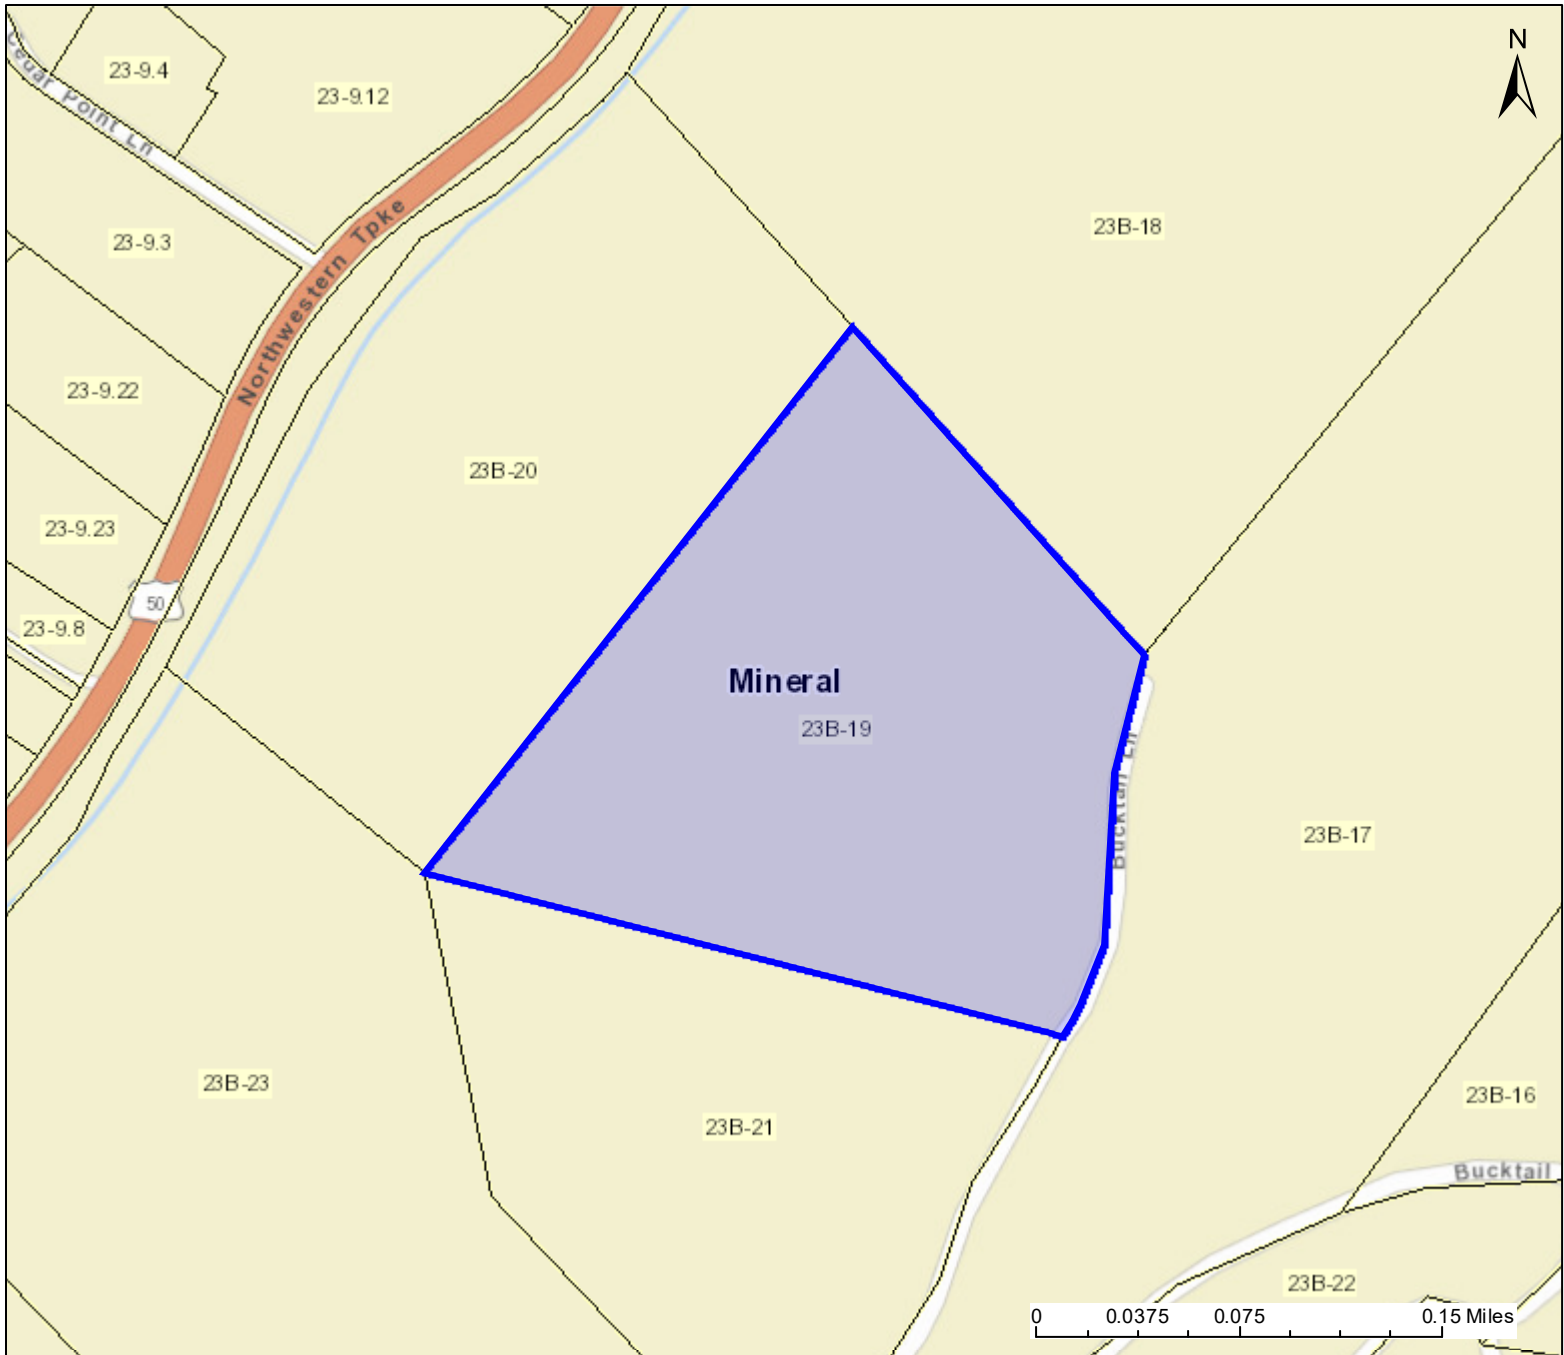 N
23-9.4
23-9.12
Cedar Point Ln
23B-18
23-9.3
Northwestern Tpke
23-9.22
23B-20
23-9.23
50
23-9.8
Mineral
23B-19
Bucktail Ln
23B-17
23B-23
23B-21
23B-16
Bucktail
23B-22
0 0.0375 0.075 0.15 Miles